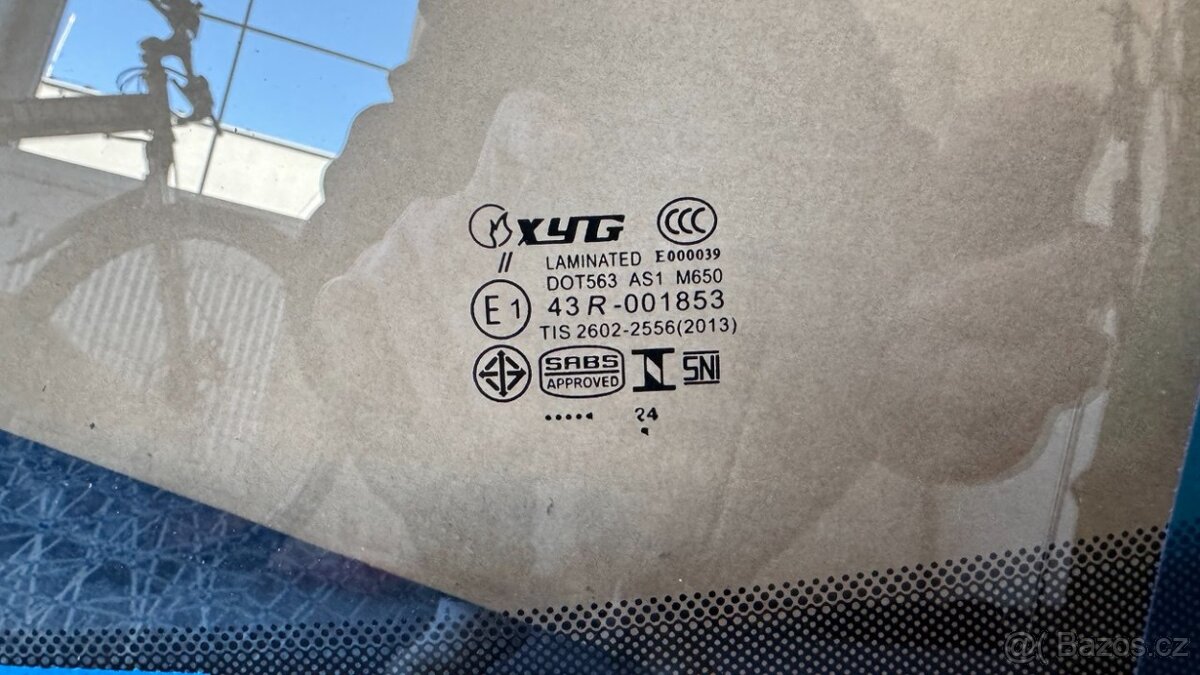 XYG CCC
// LAMINATED E000039
DOT563 AS1 M650
E1 43R-001853
TIS 2602-2556(2013)
SABS APPROVED SNI
..... 24
Bazos.cz